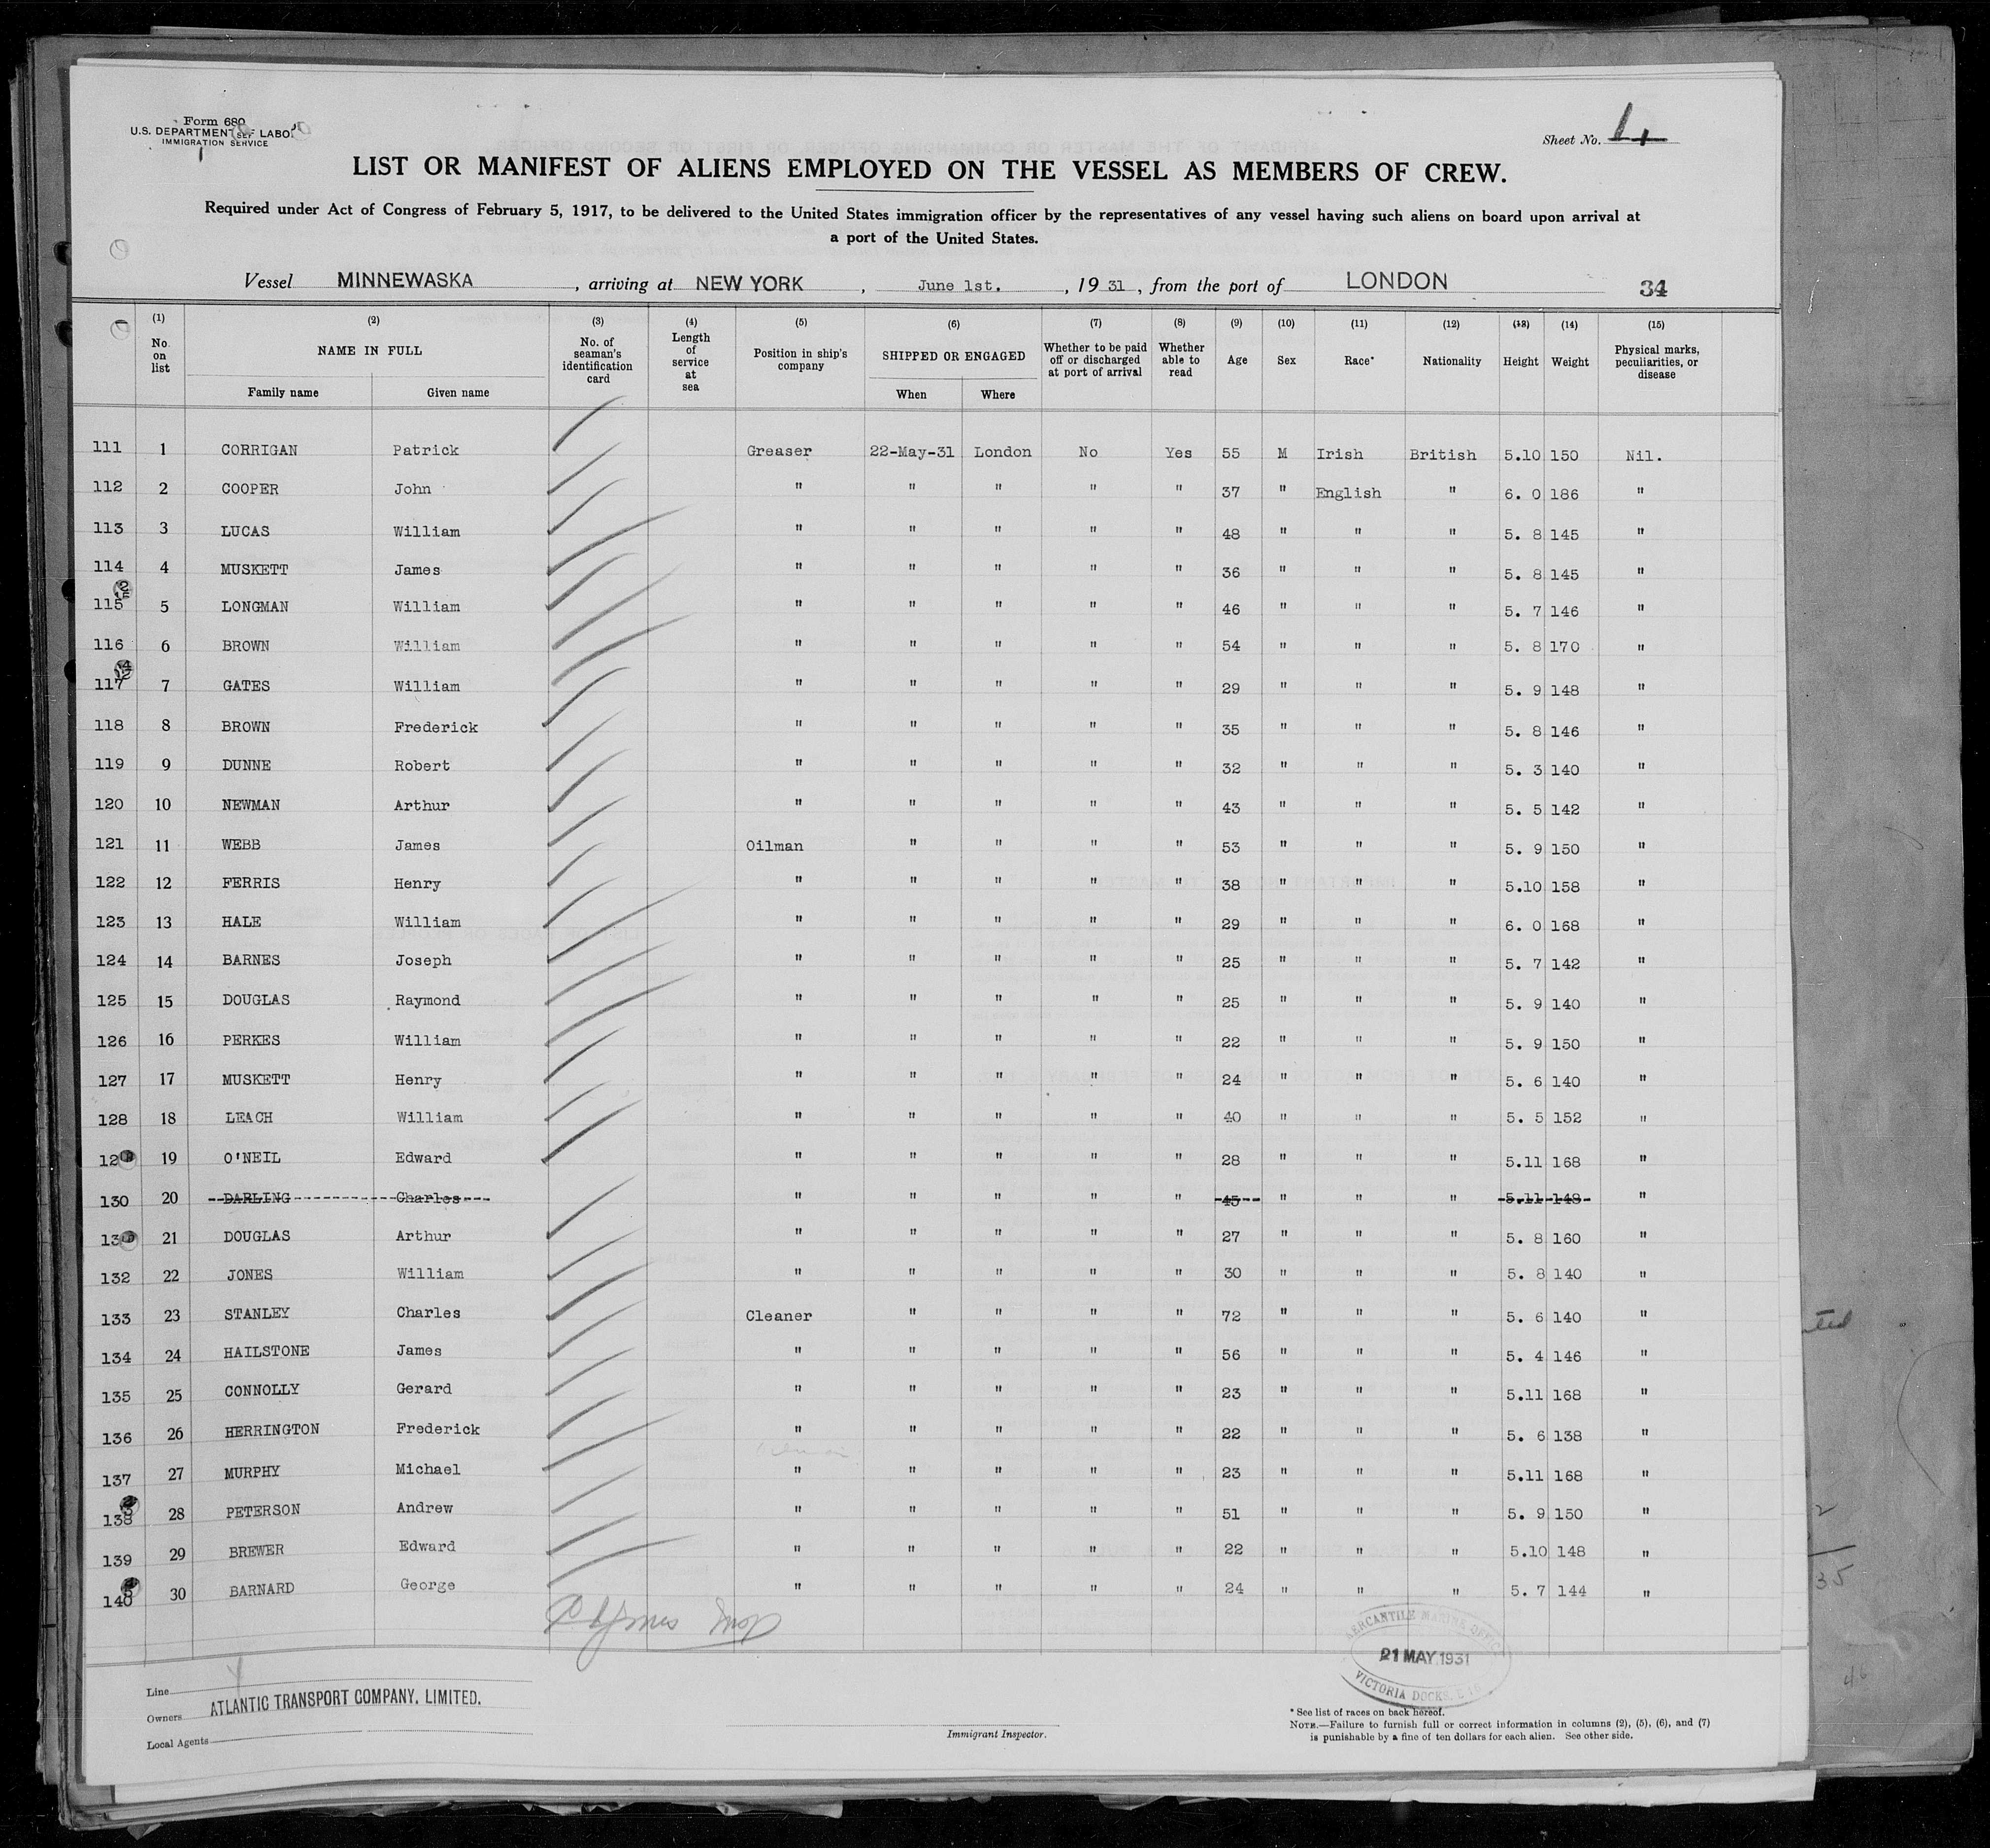 Form 680
U.S. DEPARTMENT OF LABOR
IMMIGRATION SERVICE
Sheet No. 4
LIST OR MANIFEST OF ALIENS EMPLOYED ON THE VESSEL AS MEMBERS OF CREW.
Required under Act of Congress of February 5, 1917, to be delivered to the United States immigration officer by the representatives of any vessel having such aliens on board upon arrival at
a port of the United States.
Vessel MINNEWASKA, arriving at NEW YORK, June 1st., 1931, from the port of LONDON 34
(1) (2) (3) (4) (5) (6) (7) (8) (9) (10) (11) (12) (13) (14) (15)
No. on list NAME IN FULL Family name Given name No. of seaman's identification card Length of service at sea Position in ship's company SHIPPED OR ENGAGED When Where Whether to be paid off or discharged at port of arrival Whether able to read Age Sex Race* Nationality Height Weight Physical marks, peculiarities, or disease
111 1 CORRIGAN Patrick Greaser 22-May-31 London No Yes 55 M Irish British 5.10 150 Nil.
112 2 COOPER John " " " " " 37 " English " 6. 0 186 "
113 3 LUCAS William " " " " " 48 " " " 5. 8 145 "
114 4 MUSKETT James " " " " " 36 " " " 5. 8 145 "
115 5 LONGMAN William " " " " " 46 " " " 5. 7 146 "
116 6 BROWN William " " " " " 54 " " " 5. 8 170 "
117 7 GATES William " " " " " 29 " " " 5. 9 148 "
118 8 BROWN Frederick " " " " " 35 " " " 5. 8 146 "
119 9 DUNNE Robert " " " " " 32 " " " 5. 3 140 "
120 10 NEWMAN Arthur " " " " " 43 " " " 5. 5 142 "
121 11 WEBB James Oilman " " " " 53 " " " 5. 9 150 "
122 12 FERRIS Henry " " " " " 38 " " " 5.10 158 "
123 13 HALE William " " " " " 29 " " " 6. 0 168 "
124 14 BARNES Joseph " " " " " 25 " " " 5. 7 142 "
125 15 DOUGLAS Raymond " " " " " 25 " " " 5. 9 140 "
126 16 PERKES William " " " " " 22 " " " 5. 9 150 "
127 17 MUSKETT Henry " " " " " 24 " " " 5. 6 140 "
128 18 LEACH William " " " " " 40 " " " 5. 5 152 "
12 19 O'NEIL Edward " " " " " 28 " " " 5.11 168 "
130 20 DARLING Charles " " " " " 45 " " " 5.11 148 "
13 21 DOUGLAS Arthur " " " " " 27 " " " 5. 8 160 "
132 22 JONES William " " " " " 30 " " " 5. 8 140 "
133 23 STANLEY Charles Cleaner " " " " 72 " " " 5. 6 140 "
134 24 HAILSTONE James " " " " " 56 " " " 5. 4 146 "
135 25 CONNOLLY Gerard " " " " " 23 " " " 5.11 168 "
136 26 HERRINGTON Frederick " " " " " 22 " " " 5. 6 138 "
137 27 MURPHY Michael " " " " " 23 " " " 5.11 168 "
138 28 PETERSON Andrew " " " " " 51 " " " 5. 9 150 "
139 29 BREWER Edward " " " " " 22 " " " 5.10 148 "
140 30 BARNARD George " " " " " 24 " " " 5. 7 144 "
MERCANTILE MARINE OFFICE
21 MAY 1931
VICTORIA DOCKS, E 16
Line
Owners ATLANTIC TRANSPORT COMPANY, LIMITED.
Local Agents
Immigrant Inspector.
* See list of races on back hereof.
NOTE.—Failure to furnish full or correct information in columns (2), (5), (6), and (7)
is punishable by a fine of ten dollars for each alien. See other side.